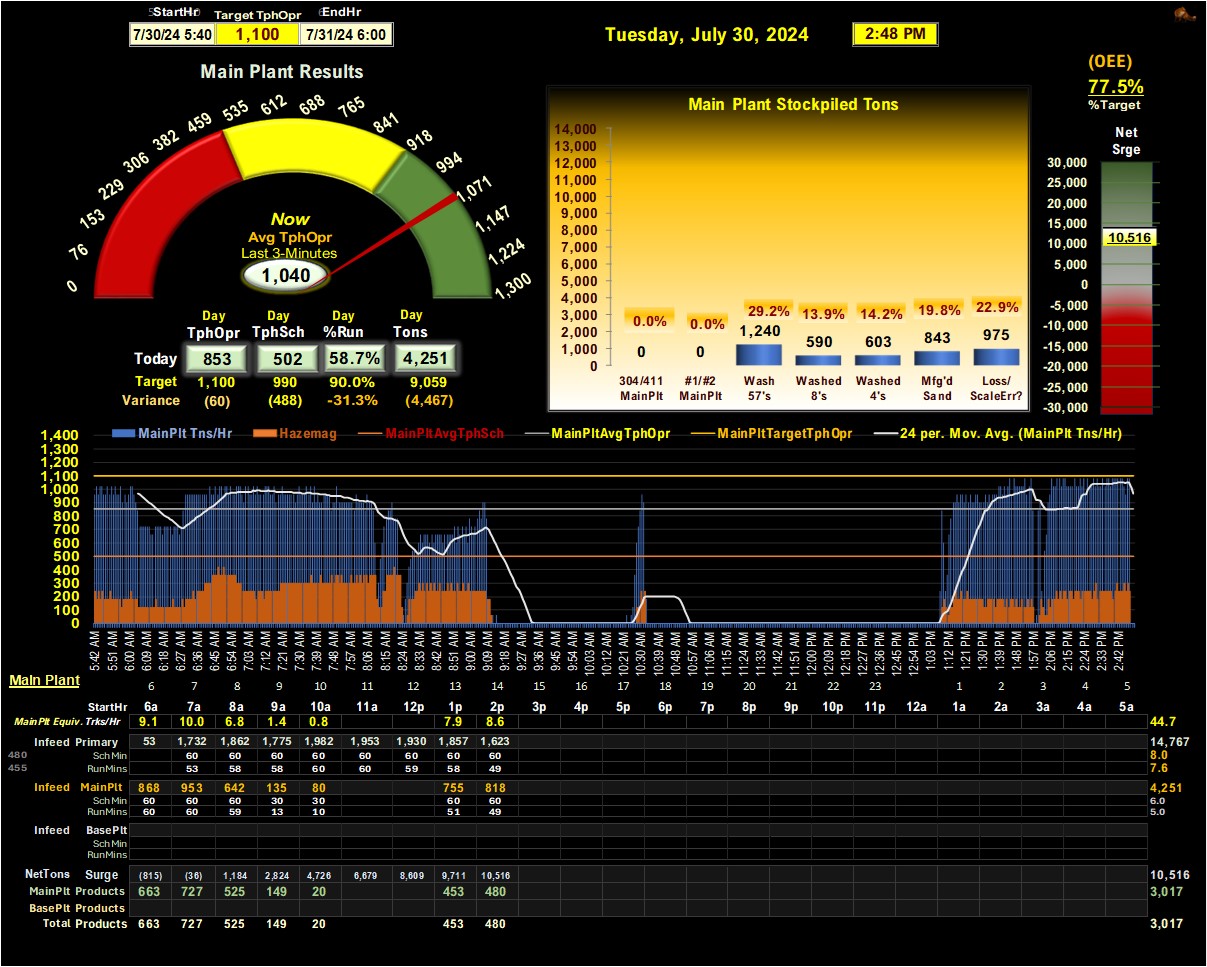 StartHr Target TphOpr EndHr
7/30/24 5:40 1,100 7/31/24 6:00
Tuesday, July 30, 2024 2:48 PM
(OEE)
77.5%
%Target
Main Plant Results
0 76 153 229 306 382 459 535 612 688 765 841 918 994 1,071 1,147 1,224 1,300
Now
Avg TphOpr
Last 3-Minutes
1,040
Day Day Day Day
TphOpr TphSch %Run Tons
Today 853 502 58.7% 4,251
Target 1,100 990 90.0% 9,059
Variance (60) (488) -31.3% (4,467)
Main Plant Stockpiled Tons
14,000
13,000
12,000
11,000
10,000
9,000
8,000
7,000
6,000
5,000
4,000
3,000
2,000
1,000
0
0.0% 0.0% 29.2% 13.9% 14.2% 19.8% 22.9%
0 0 1,240 590 603 843 975
304/411 #1/#2 Wash Washed Washed Mfg'd Loss/
MainPlt MainPlt 57's 8's 4's Sand ScaleErr?
Net
Srge
30,000
25,000
20,000
15,000
10,000
5,000
0
-5,000
-10,000
-15,000
-20,000
-25,000
-30,000
10,516
MainPlt Tns/Hr Hazemag MainPltAvgTphSch MainPltAvgTphOpr MainPltTargetTphOpr 24 per. Mov. Avg. (MainPlt Tns/Hr)
1,400
1,300
1,200
1,100
1,000
900
800
700
600
500
400
300
200
100
0
5:42 AM 5:51 AM 6:00 AM 6:09 AM 6:18 AM 6:27 AM 6:36 AM 6:45 AM 6:54 AM 7:03 AM 7:12 AM 7:21 AM 7:30 AM 7:39 AM 7:48 AM 7:57 AM 8:06 AM 8:15 AM 8:24 AM 8:33 AM 8:42 AM 8:51 AM 9:00 AM 9:09 AM 9:18 AM 9:27 AM 9:36 AM 9:45 AM 9:54 AM 10:03 AM 10:12 AM 10:21 AM 10:30 AM 10:39 AM 10:48 AM 10:57 AM 11:06 AM 11:15 AM 11:24 AM 11:33 AM 11:42 AM 11:51 AM 12:00 PM 12:09 PM 12:18 PM 12:27 PM 12:36 PM 12:45 PM 12:54 PM 1:03 PM 1:12 PM 1:21 PM 1:30 PM 1:39 PM 1:48 PM 1:57 PM 2:06 PM 2:15 PM 2:24 PM 2:33 PM 2:42 PM
Main Plant
6 7 8 9 10 11 12 13 14 15 16 17 18 19 20 21 22 23 1 2 3 4 5
StartHr 6a 7a 8a 9a 10a 11a 12p 1p 2p 3p 4p 5p 6p 7p 8p 9p 10p 11p 12a 1a 2a 3a 4a 5a
MainPlt Equiv. Trks/Hr 9.1 10.0 6.8 1.4 0.8 7.9 8.6 44.7
Infeed Primary 53 1,732 1,862 1,775 1,982 1,953 1,930 1,857 1,623 14,767
480 SchMin 60 60 60 60 60 60 60 60 8.0
455 RunMins 53 58 58 60 60 59 58 49 7.6
Infeed MainPlt 868 953 642 135 80 755 818 4,251
SchMin 60 60 60 30 30 60 60 6.0
RunMins 60 60 59 13 10 51 49 5.0
Infeed BasePlt
SchMin
RunMins
NetTons Surge (815) (36) 1,184 2,824 4,726 6,679 8,609 9,711 10,516 10,516
MainPlt Products 663 727 525 149 20 453 480 3,017
BasePlt Products
Total Products 663 727 525 149 20 453 480 3,017